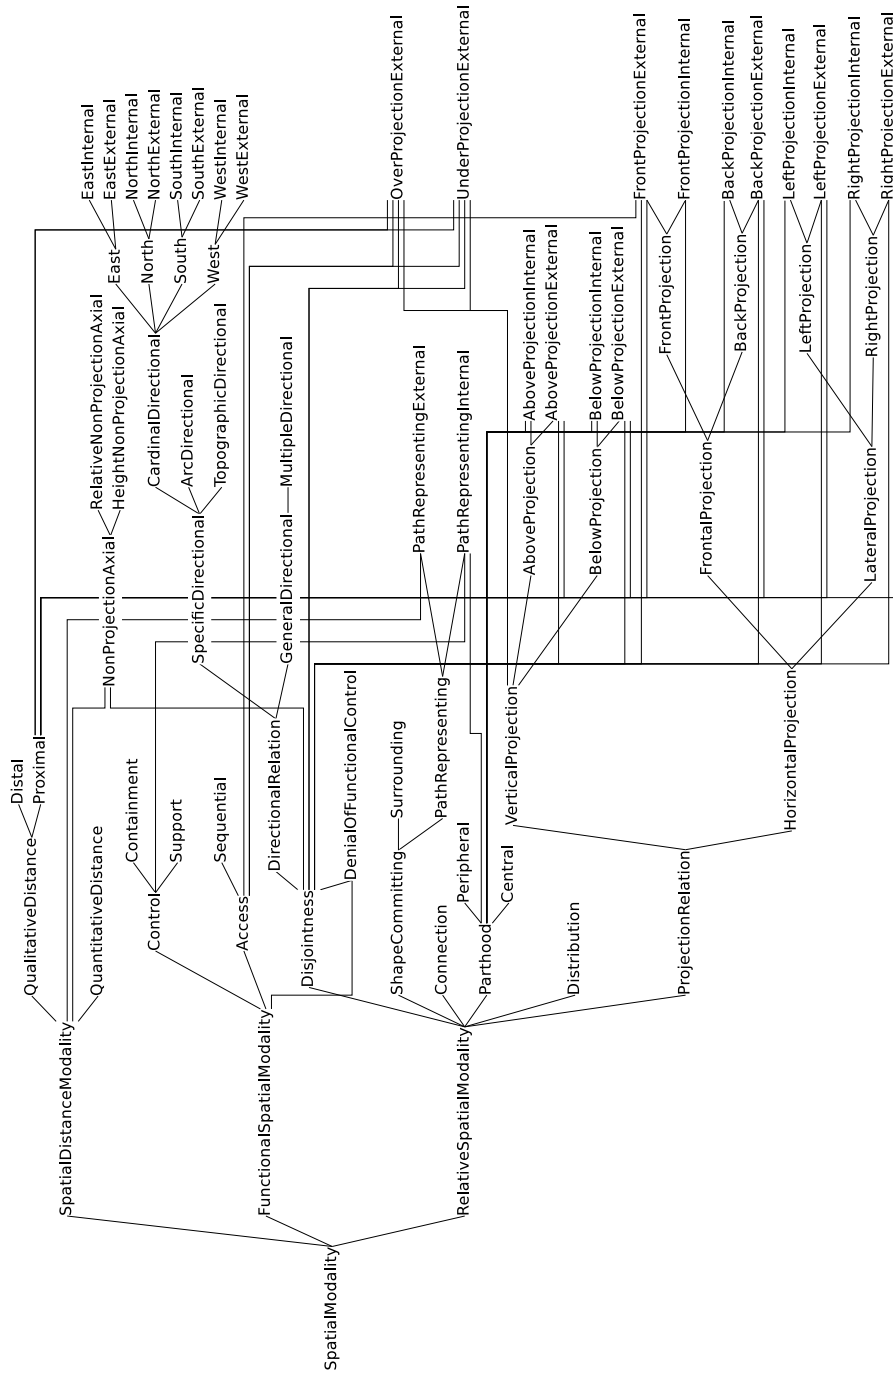 SpatialModality
SpatialDistanceModality
FunctionalSpatialModality
RelativeSpatialModality
QualitativeDistance
QuantitativeDistance
Control
Access
Disjointness
ShapeCommitting
Connection
Parthood
Distribution
ProjectionRelation
Distal
Proximal
Containment
Support
Sequential
DirectionalRelation
DenialOfFunctionalControl
Surrounding
PathRepresenting
Peripheral
Central
VerticalProjection
HorizontalProjection
NonProjectionAxial
SpecificDirectional
GeneralDirectional
PathRepresentingExternal
PathRepresentingInternal
AboveProjection
BelowProjection
FrontalProjection
LateralProjection
RelativeNonProjectionAxial
HeightNonProjectionAxial
CardinalDirectional
ArcDirectional
TopographicDirectional
MultipleDirectional
AboveProjectionInternal
AboveProjectionExternal
BelowProjectionInternal
BelowProjectionExternal
FrontProjection
BackProjection
LeftProjection
RightProjection
East
North
South
West
EastInternal
EastExternal
NorthInternal
NorthExternal
SouthInternal
SouthExternal
WestInternal
WestExternal
OverProjectionExternal
UnderProjectionExternal
FrontProjectionExternal
FrontProjectionInternal
BackProjectionInternal
BackProjectionExternal
LeftProjectionInternal
LeftProjectionExternal
RightProjectionInternal
RightProjectionExternal